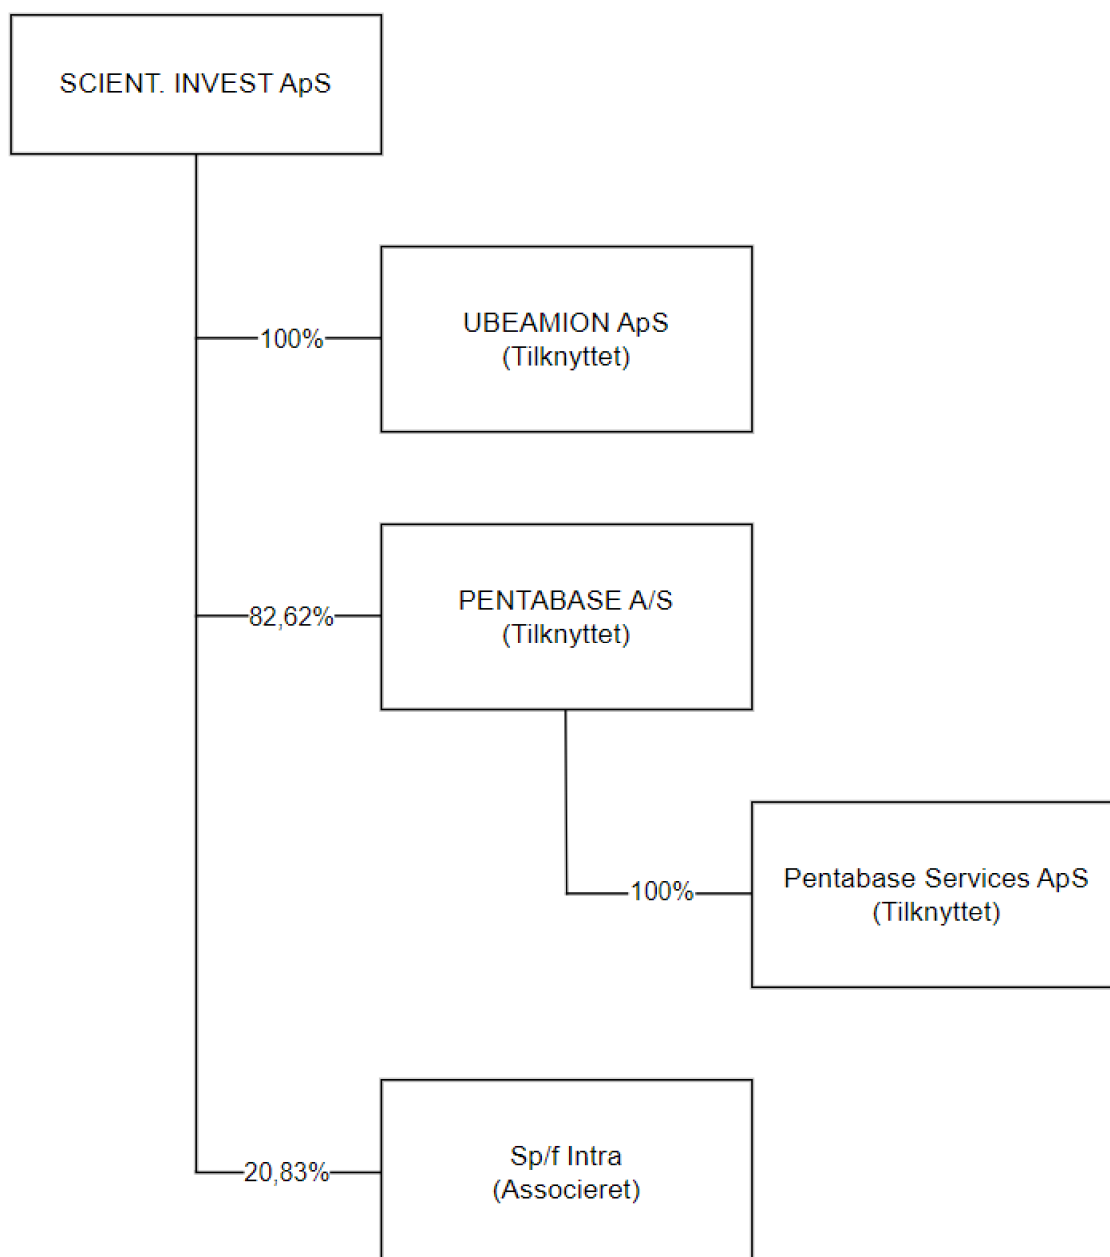 SCIENT. INVEST ApS
100%
UBEAMION ApS
(Tilknyttet)
82,62%
PENTABASE A/S
(Tilknyttet)
100%
Pentabase Services ApS
(Tilknyttet)
20,83%
Sp/f Intra
(Associeret)